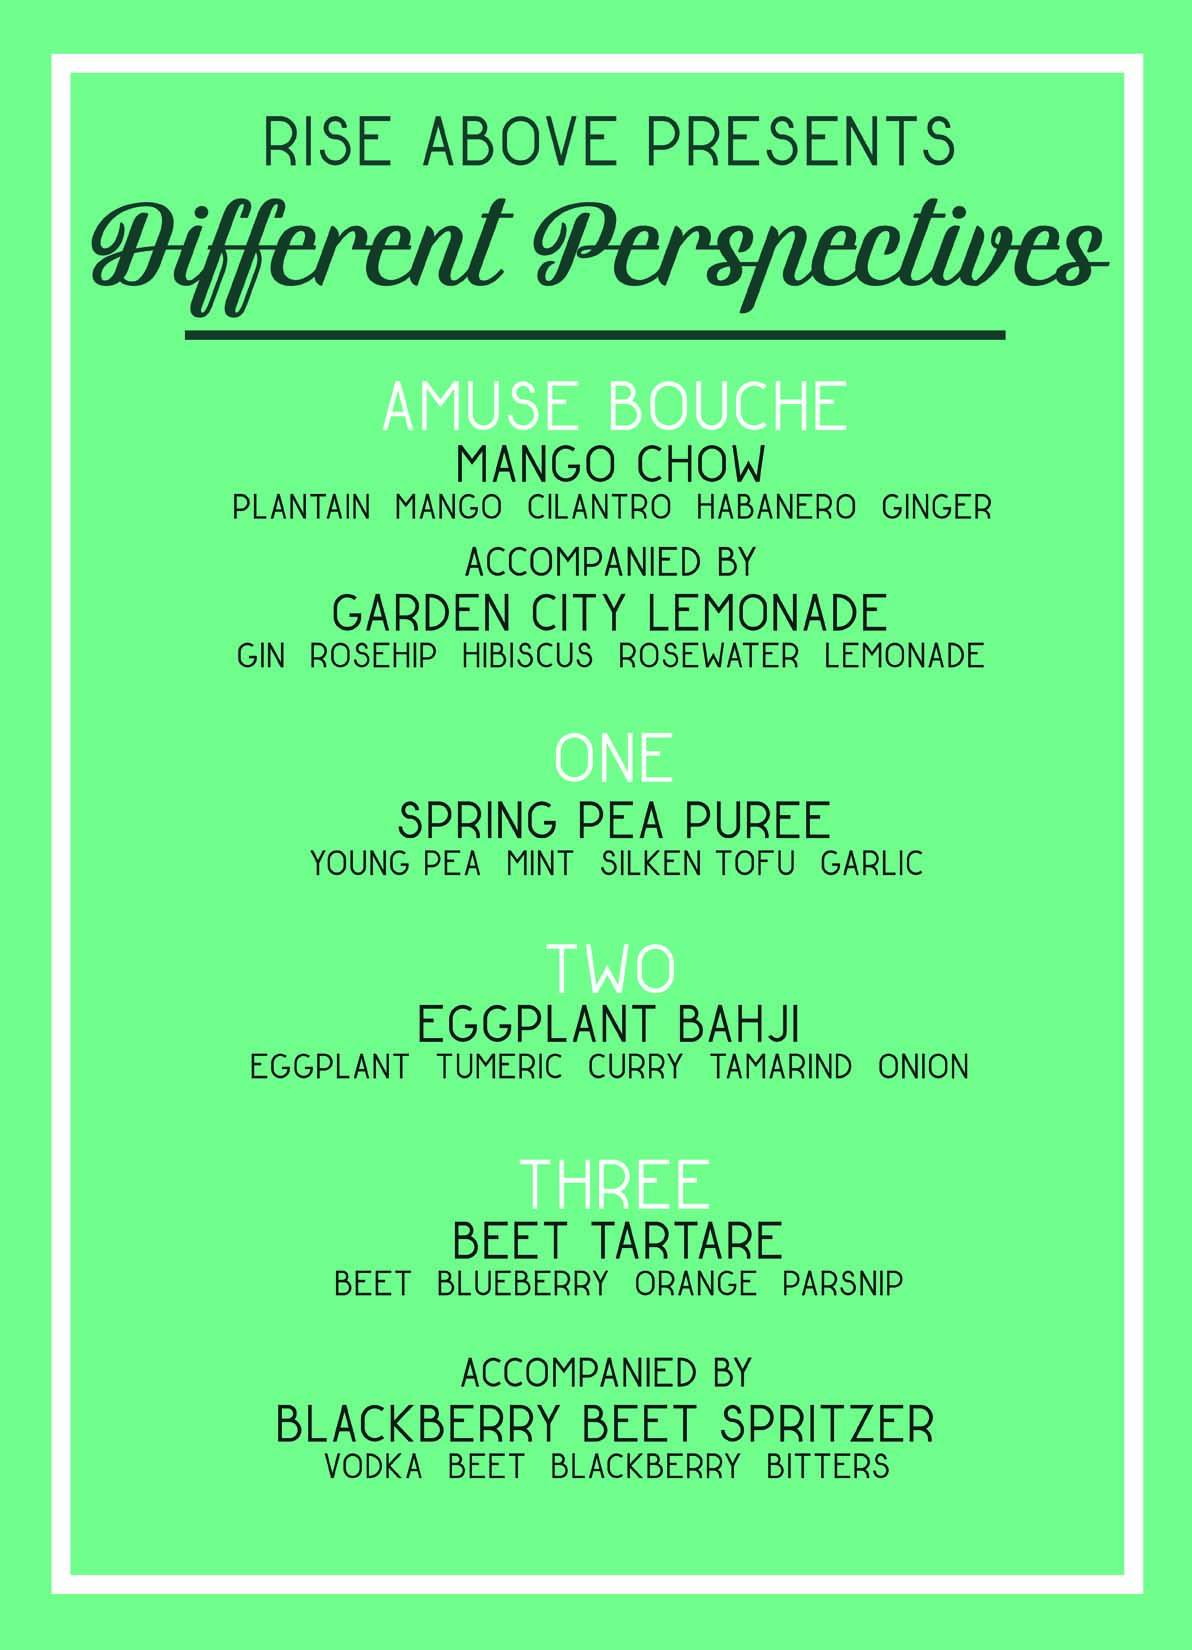 RISE ABOVE PRESENTS
Different Perspectives
AMUSE BOUCHE
MANGO CHOW
PLANTAIN MANGO CILANTRO HABANERO GINGER
ACCOMPANIED BY
GARDEN CITY LEMONADE
GIN ROSEHIP HIBISCUS ROSEWATER LEMONADE
ONE
SPRING PEA PUREE
YOUNG PEA MINT SILKEN TOFU GARLIC
TWO
EGGPLANT BAHJI
EGGPLANT TUMERIC CURRY TAMARIND ONION
THREE
BEET TARTARE
BEET BLUEBERRY ORANGE PARSNIP
ACCOMPANIED BY
BLACKBERRY BEET SPRITZER
VODKA BEET BLACKBERRY BITTERS